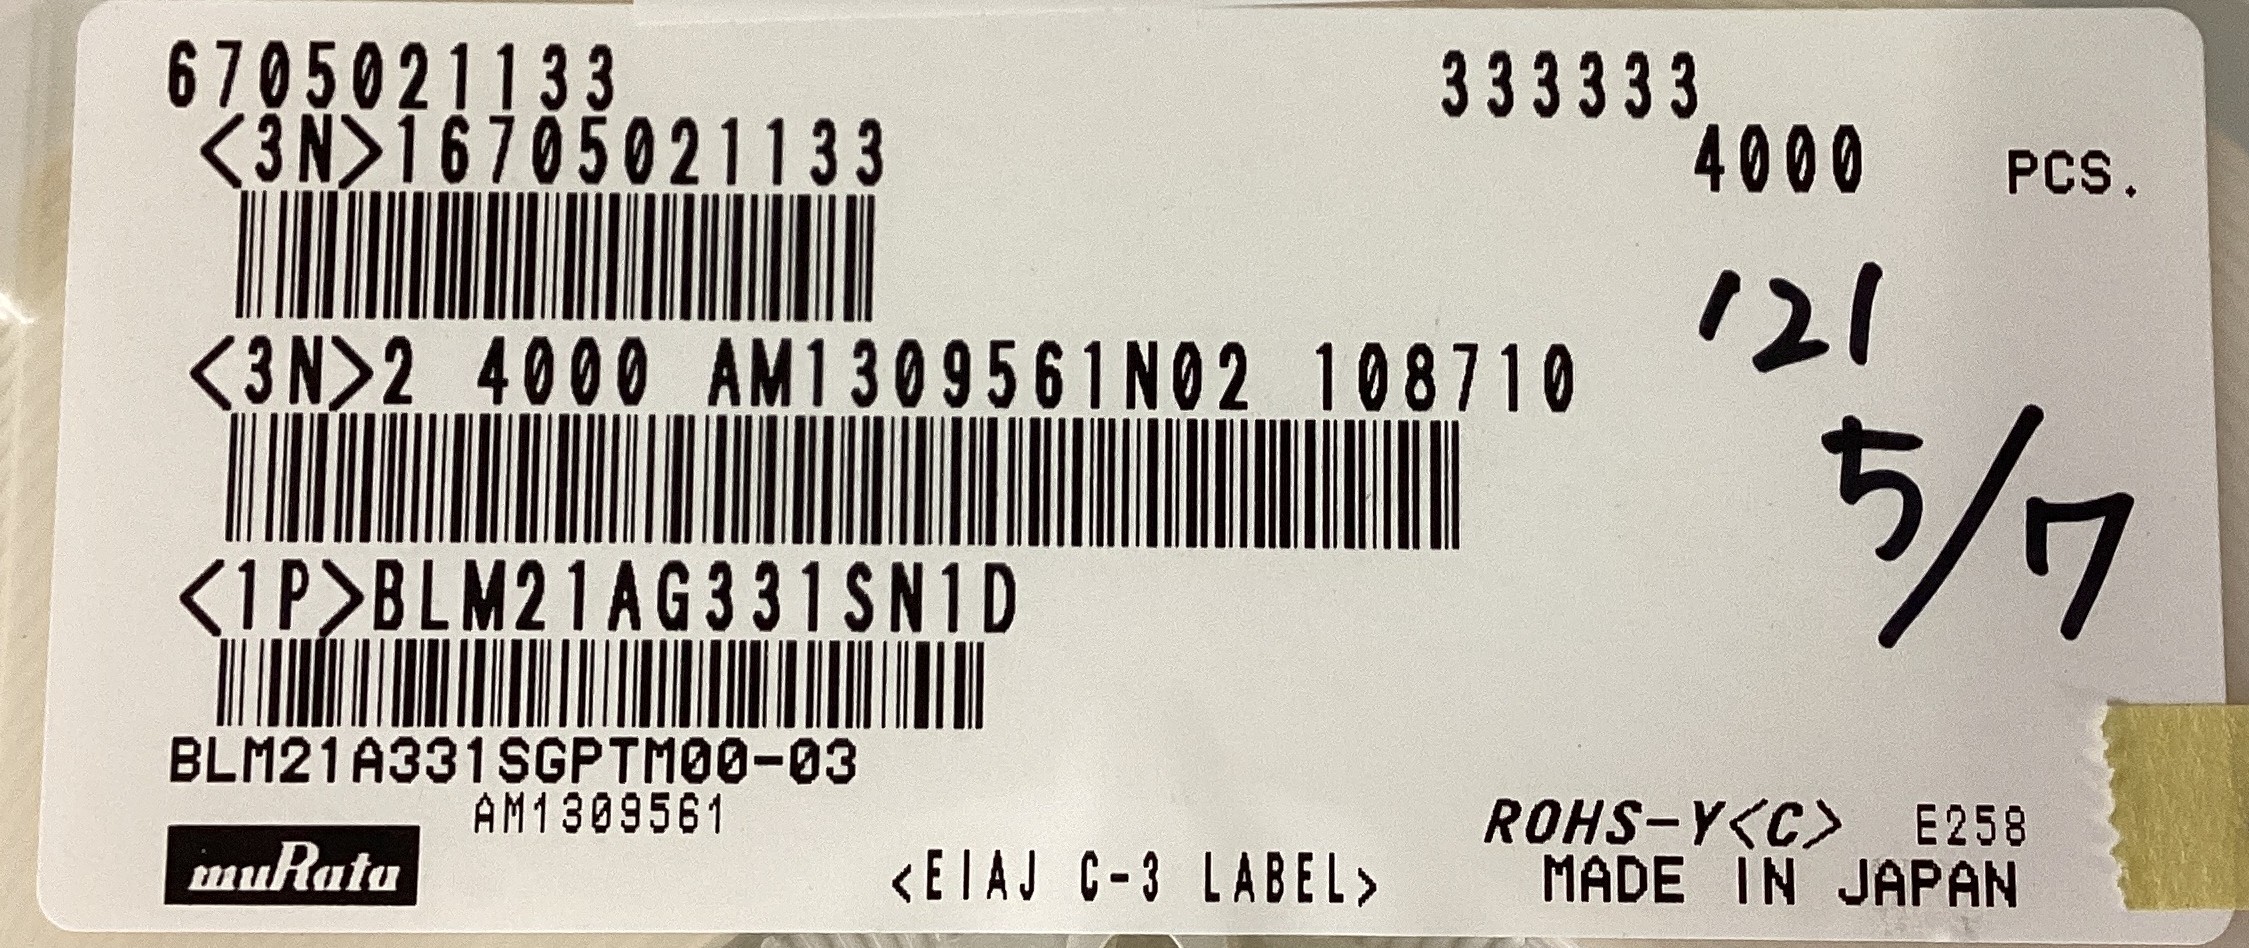 6705021133 333333
<3N>16705021133 4000 PCS.
121
<3N>2 4000 AM1309561N02 108710
5/7
<1P>BLM21AG331SN1D
BLM21A331SGPTM00-03
AM1309561
ROHS-Y<C> E258
muRata <EIAJ C-3 LABEL> MADE IN JAPAN